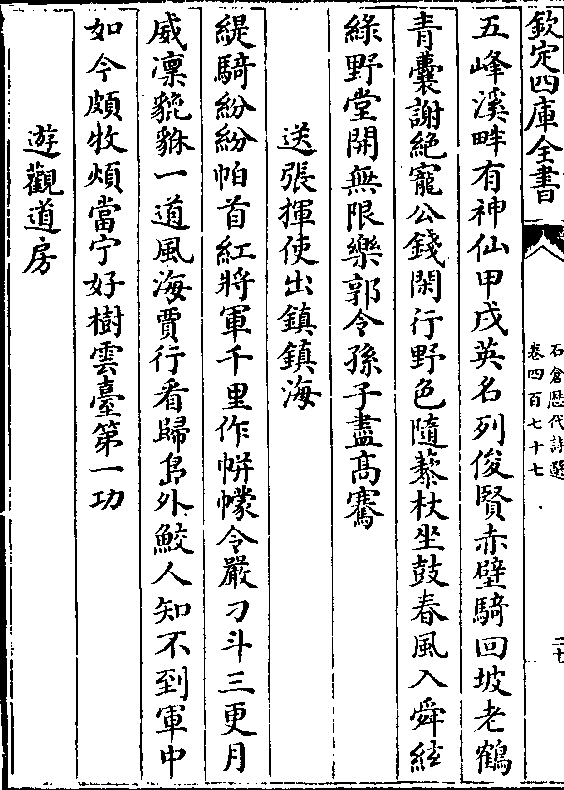 欽定四庫全書
石倉歷代詩選
卷四百七十七
二七
五峰溪畔有神仙甲戌英名列俊賢赤壁騎回坡老鶴
青囊謝絶寵公錢閑行野色隨藜杖坐鼓春風入舜絃
綠野堂開無限樂郭令孫子盡髙騫
送張揮使出鎮鎮海
緹騎紛紛帕首紅將軍千里作帡幪令嚴刁斗三更月
威凛貔貅一道風海賈行看歸島外鮫人知不到軍中
如今頗牧煩當宁好樹雲臺第一功
遊觀道房